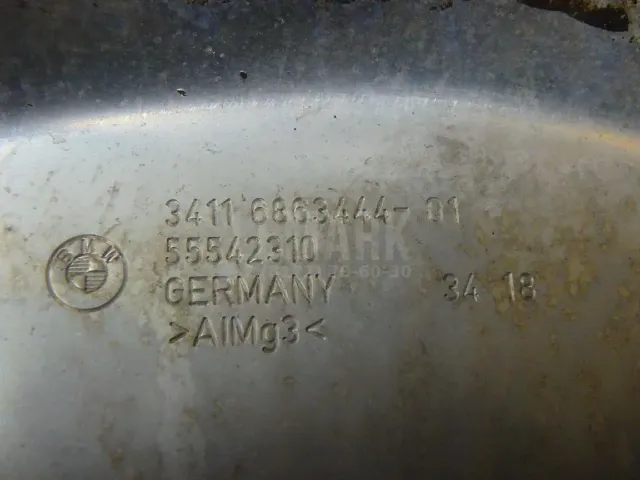 3411 6863444-01
55542310
BMW
GERMANY 34 18
>AlMg3<